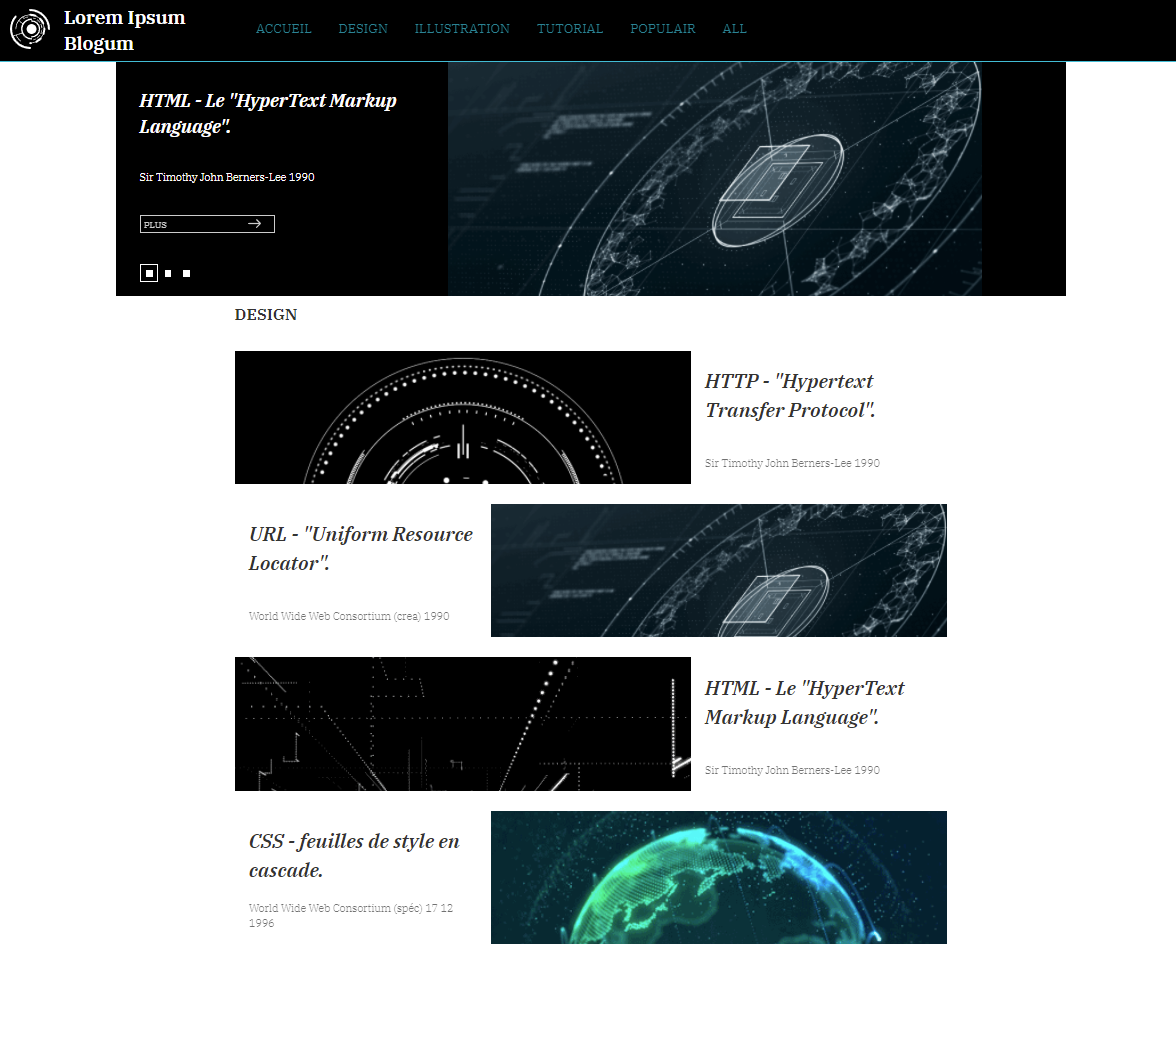 Lorem Ipsum
Blogum
ACCUEIL DESIGN ILLUSTRATION TUTORIAL POPULAIR ALL
HTML - Le "HyperText Markup
Language".
Sir Timothy John Berners-Lee 1990
PLUS
DESIGN
HTTP - "Hypertext
Transfer Protocol".
Sir Timothy John Berners-Lee 1990
URL - "Uniform Resource
Locator".
World Wide Web Consortium (crea) 1990
HTML - Le "HyperText
Markup Language".
Sir Timothy John Berners-Lee 1990
CSS - feuilles de style en
cascade.
World Wide Web Consortium (spéc) 17 12
1996